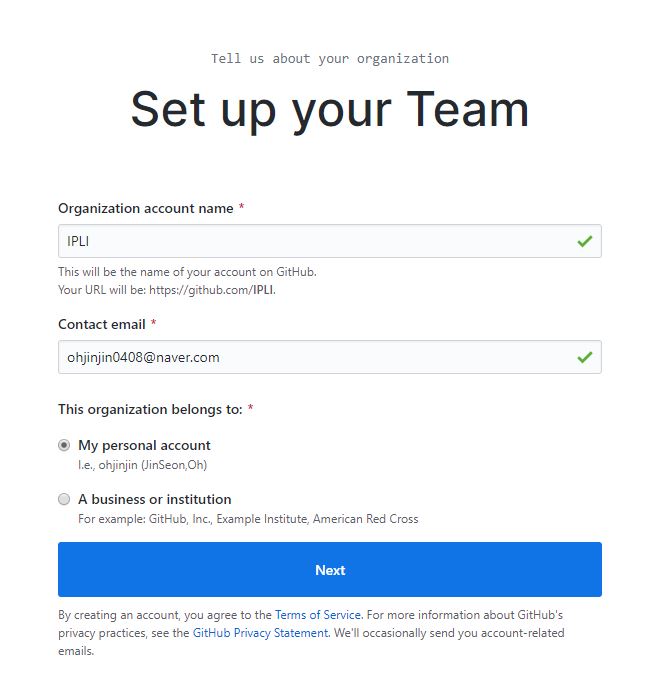 Tell us about your organization
Set up your Team
Organization account name *
IPLI
This will be the name of your account on GitHub.
Your URL will be: https://github.com/IPLI.
Contact email *
ohjinjin0408@naver.com
This organization belongs to: *
My personal account
I.e., ohjinjin (JinSeon,Oh)
A business or institution
For example: GitHub, Inc., Example Institute, American Red Cross
Next
By creating an account, you agree to the Terms of Service. For more information about GitHub's
privacy practices, see the GitHub Privacy Statement. We'll occasionally send you account-related
emails.